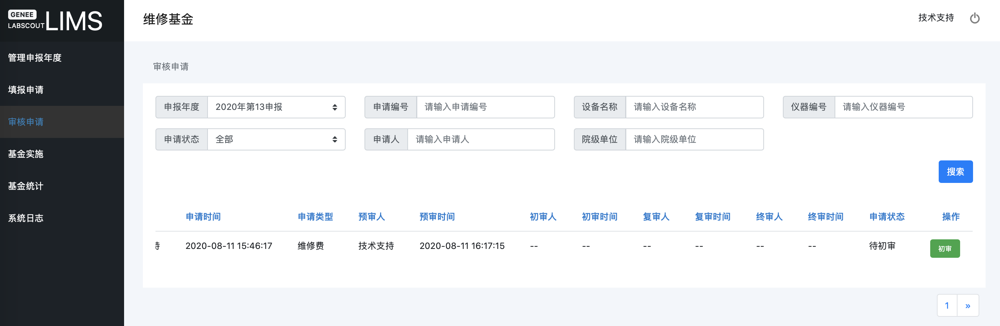 GENEE
LABSCOUT LIMS
维修基金
技术支持
管理申报年度
填报申请
审核申请
基金实施
基金统计
系统日志
审核申请
申报年度 2020年第13申报 申请编号 请输入申请编号 设备名称 请输入设备名称 仪器编号 请输入仪器编号
申请状态 全部 申请人 请输入申请人 院级单位 请输入院级单位
搜索
申请时间 申请类型 预审人 预审时间 初审人 初审时间 复审人 复审时间 终审人 终审时间 申请状态 操作
2020-08-11 15:46:17 维修费 技术支持 2020-08-11 16:17:15 -- -- -- -- -- -- 待初审 初审
1 »